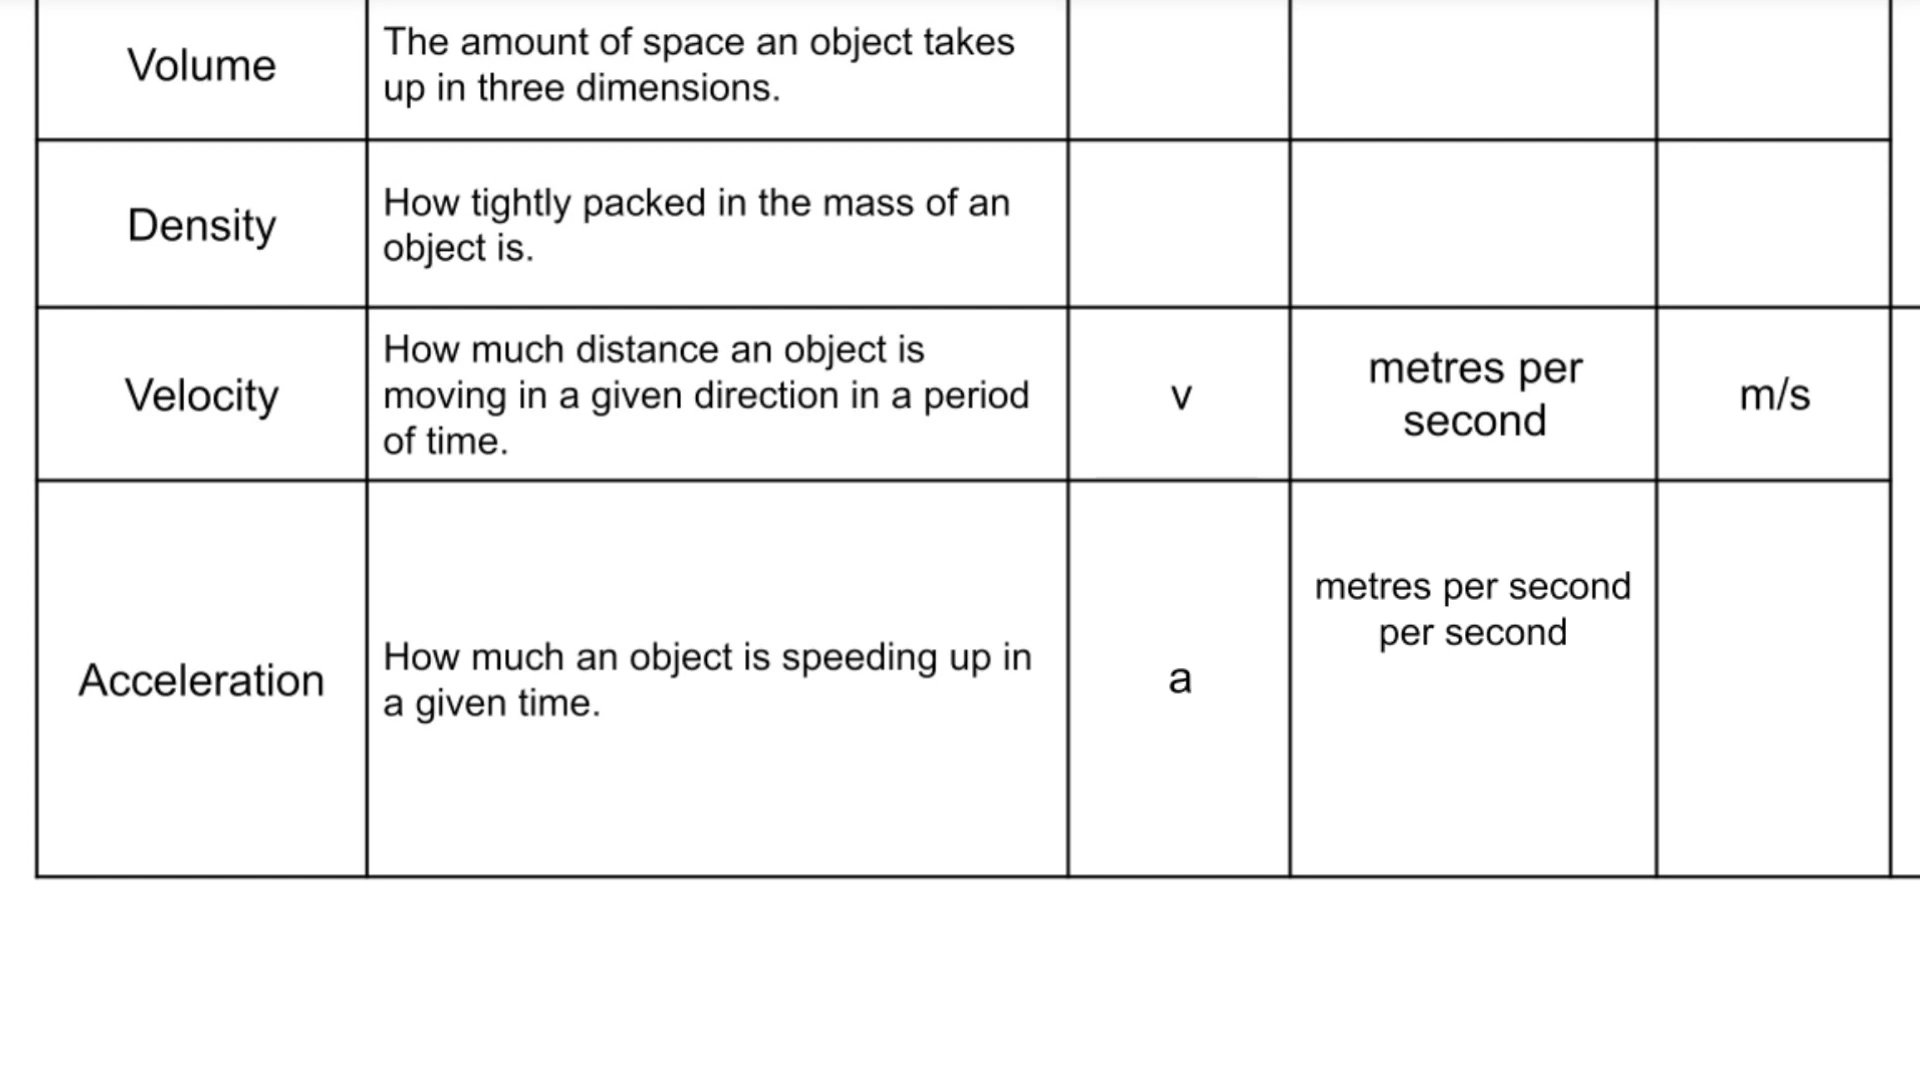 Volume
The amount of space an object takes
up in three dimensions.
Density
How tightly packed in the mass of an
object is.
Velocity
How much distance an object is
moving in a given direction in a period
of time.
v
metres per
second
m/s
Acceleration
How much an object is speeding up in
a given time.
a
metres per second
per second